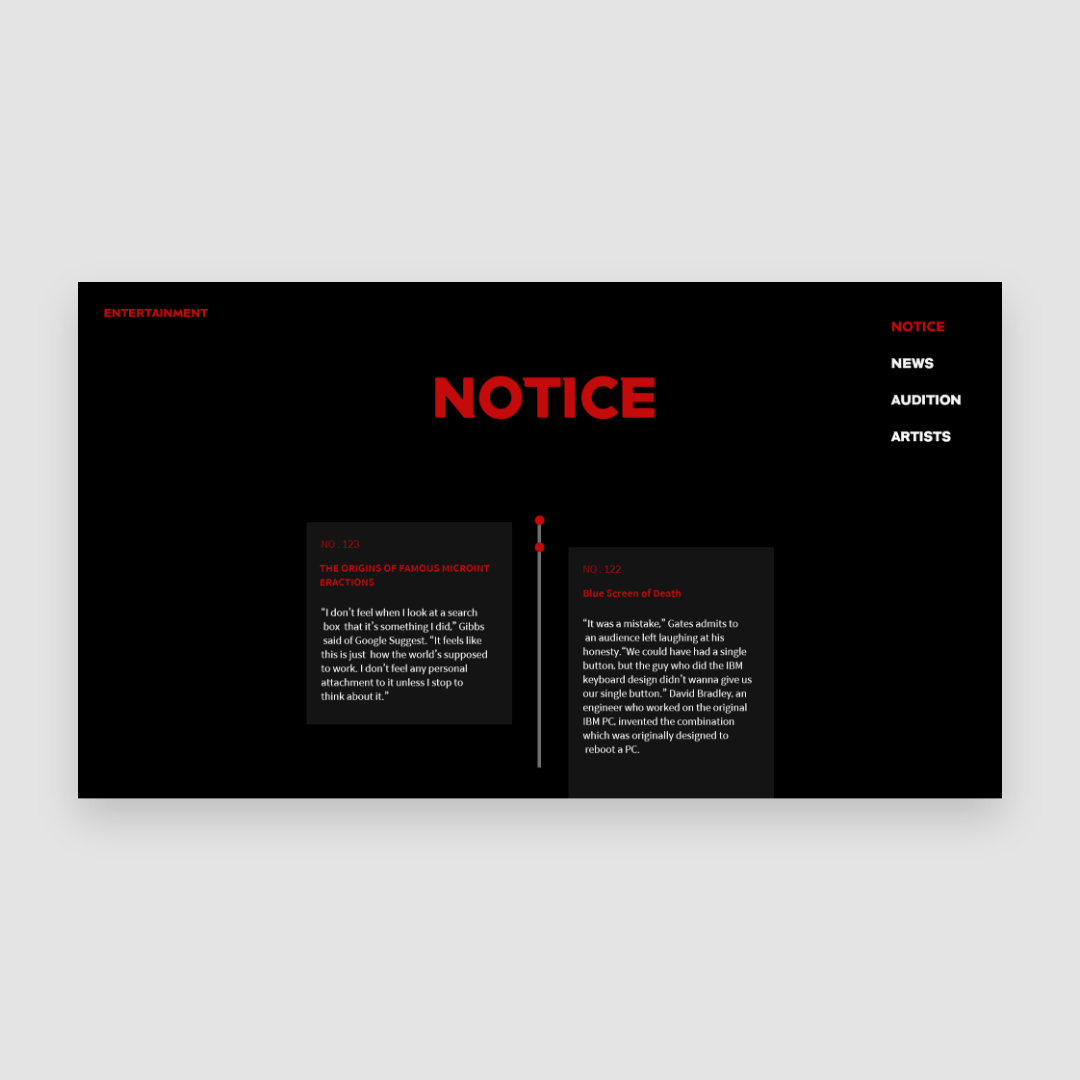 ENTERTAINMENT
NOTICE
NEWS
AUDITION
ARTISTS
NOTICE
NO . 123
THE ORIGINS OF FAMOUS MICROINT
ERACTIONS
“I don’t feel when I look at a search
box that it’s something I did,” Gibbs
said of Google Suggest. “It feels like
this is just how the world’s supposed
to work. I don’t feel any personal
attachment to it unless I stop to
think about it.”
NO . 122
Blue Screen of Death
“It was a mistake,” Gates admits to
an audience left laughing at his
honesty.“We could have had a single
button, but the guy who did the IBM
keyboard design didn’t wanna give us
our single button.” David Bradley, an
engineer who worked on the original
IBM PC, invented the combination
which was originally designed to
reboot a PC.